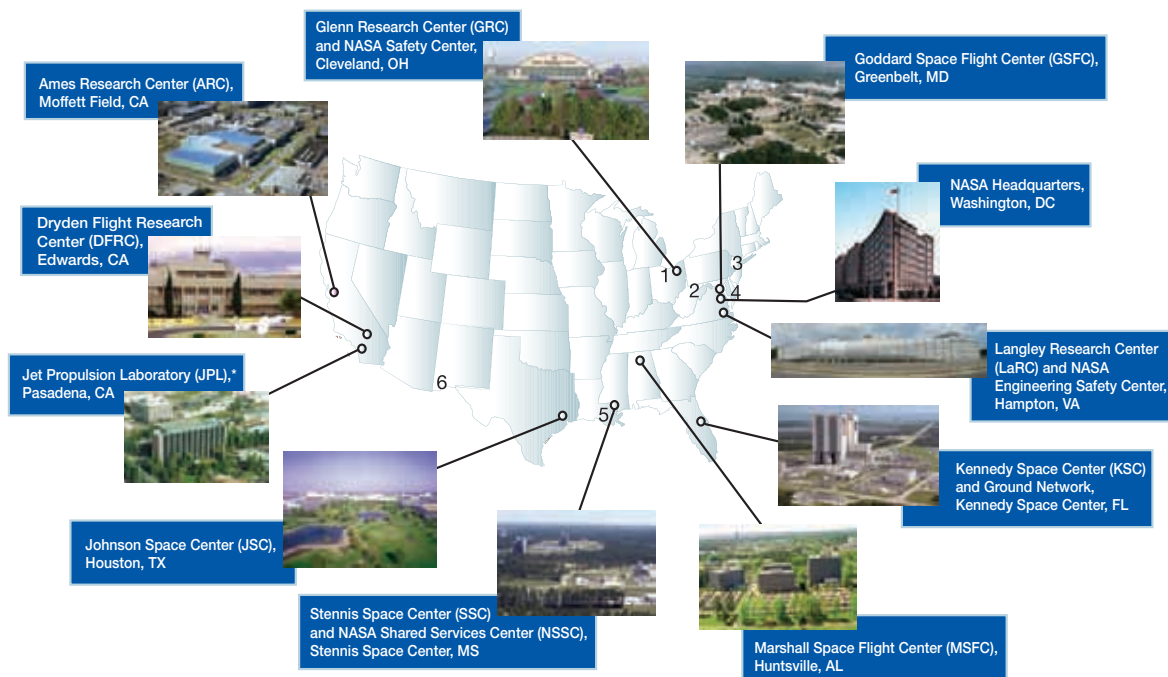 Glenn Research Center (GRC)
and NASA Safety Center,
Cleveland, OH
Goddard Space Flight Center (GSFC),
Greenbelt, MD
Ames Research Center (ARC),
Moffett Field, CA
NASA Headquarters,
Washington, DC
Dryden Flight Research
Center (DFRC),
Edwards, CA
1
2
3
4
Jet Propulsion Laboratory (JPL),*
Pasadena, CA
Langley Research Center
(LaRC) and NASA
Engineering Safety Center,
Hampton, VA
6
5
Kennedy Space Center (KSC)
and Ground Network,
Kennedy Space Center, FL
Johnson Space Center (JSC),
Houston, TX
Stennis Space Center (SSC)
and NASA Shared Services Center (NSSC),
Stennis Space Center, MS
Marshall Space Flight Center (MSFC),
Huntsville, AL